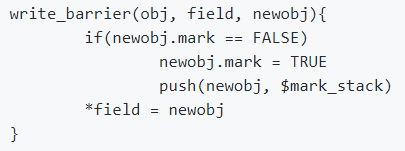 write_barrier(obj, field, newobj){
        if(newobj.mark == FALSE)
                newobj.mark = TRUE
                push(newobj, $mark_stack)
        *field = newobj
}